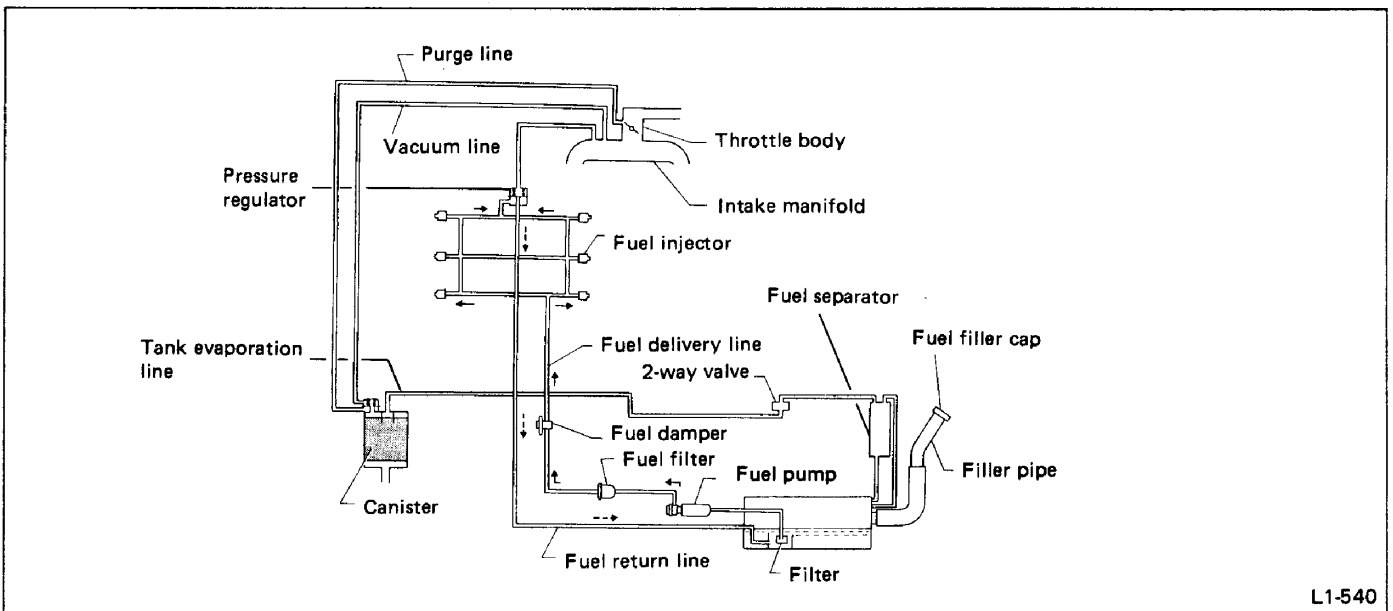 Purge line
Vacuum line
Throttle body
Pressure
regulator
Intake manifold
Fuel injector
Fuel separator
Fuel filler cap
Tank evaporation
line
Fuel delivery line
2-way valve
Fuel damper
Fuel filter
Fuel pump
Filler pipe
Canister
Fuel return line
Filter
L1-540